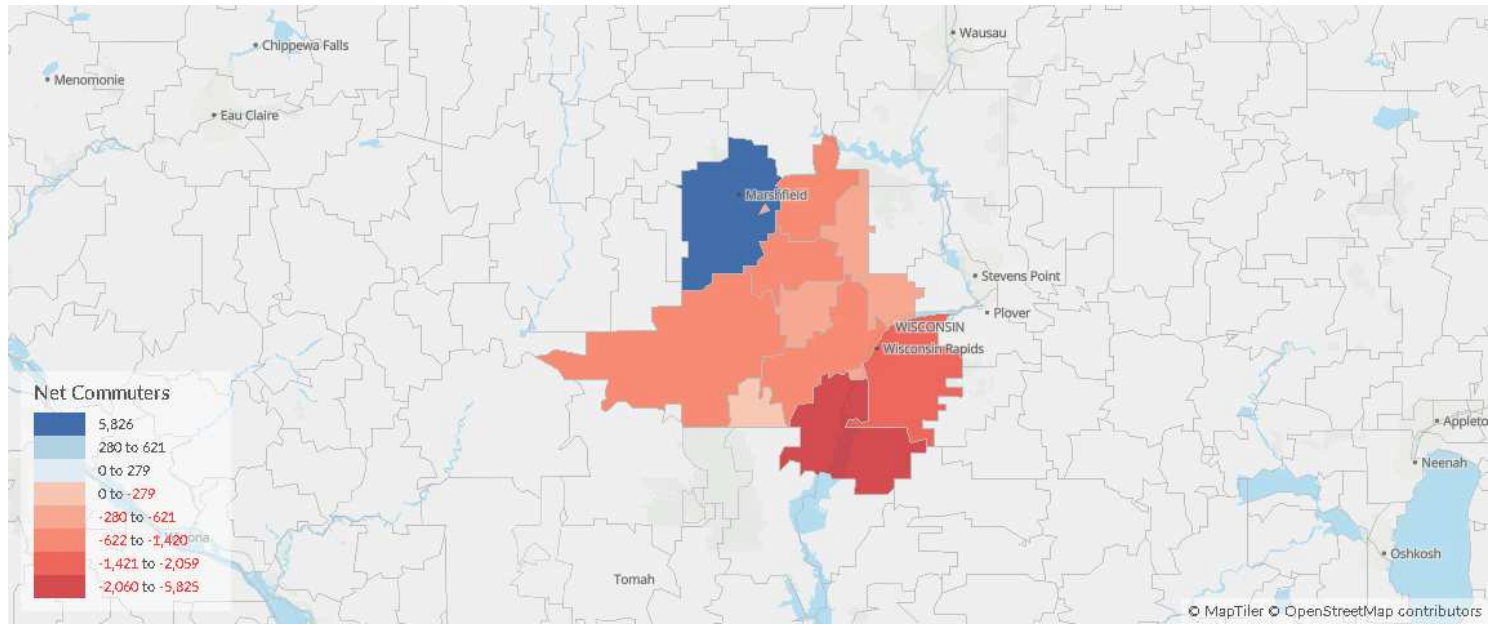 Chippewa Falls
Wausau
Menomonie
Eau Claire
Marshfield
Stevens Point
Plover
WISCONSIN
Wisconsin Rapids
Net Commuters
5,826
280 to 621
0 to 279
0 to -279
-280 to -621
-622 to -1,420
-1,421 to -2,059
-2,060 to -5,825
Tomah
Appleto
Neenah
Oshkosh
© MapTiler © OpenStreetMap contributors